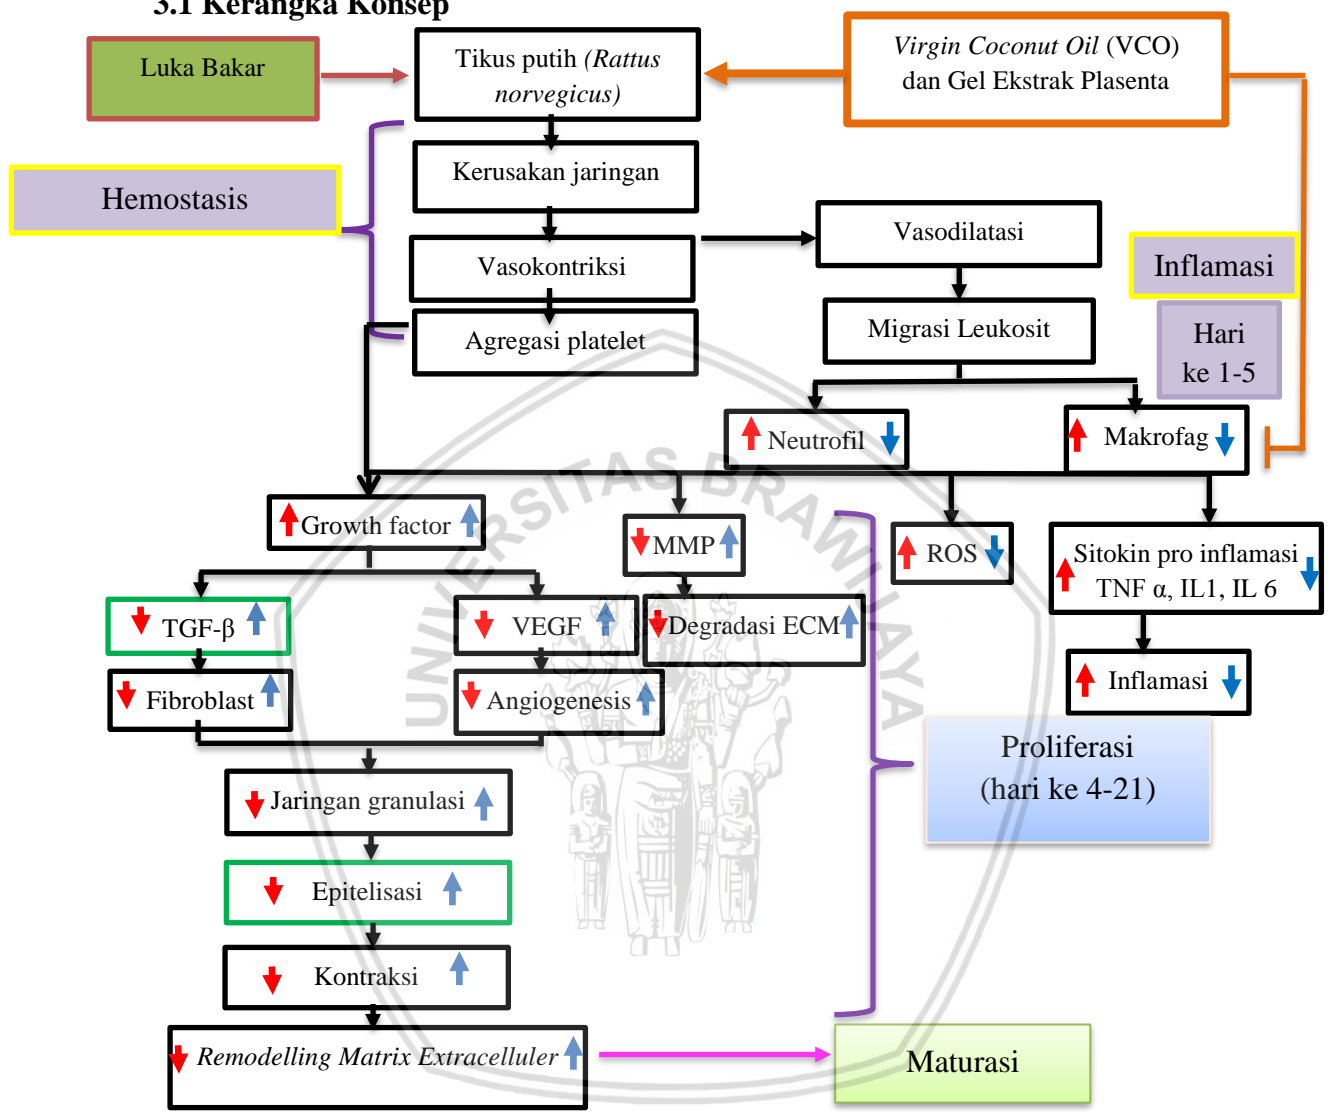 3.1 Kerangka Konsep
Luka Bakar
Tikus putih (Rattus
norvegicus)
Virgin Coconut Oil (VCO)
dan Gel Ekstrak Plasenta
Kerusakan jaringan
Hemostasis
Vasokontriksi
Vasodilatasi
Inflamasi
Agregasi platelet
Migrasi Leukosit
Hari
ke 1-5
Neutrofil
Makrofag
Growth factor
MMP
ROS
Sitokin pro inflamasi
TNF α, IL1, IL 6
TGF-β
VEGF
Degradasi ECM
Fibroblast
Angiogenesis
Inflamasi
Proliferasi
(hari ke 4-21)
Jaringan granulasi
Epitelisasi
Kontraksi
Remodelling Matrix Extracelluler
Maturasi
UNIVERSITAS BRAWIJAYA